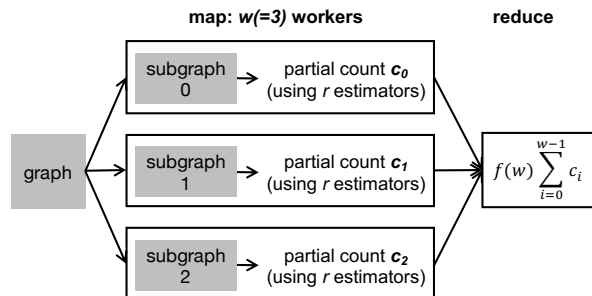 map: w(=3) workers
reduce
subgraph
0
partial count c₀
(using r estimators)
graph
subgraph
1
partial count c₁
(using r estimators)
f(w) ∑_{i=0}^{w−1} c_i
subgraph
2
partial count c₂
(using r estimators)